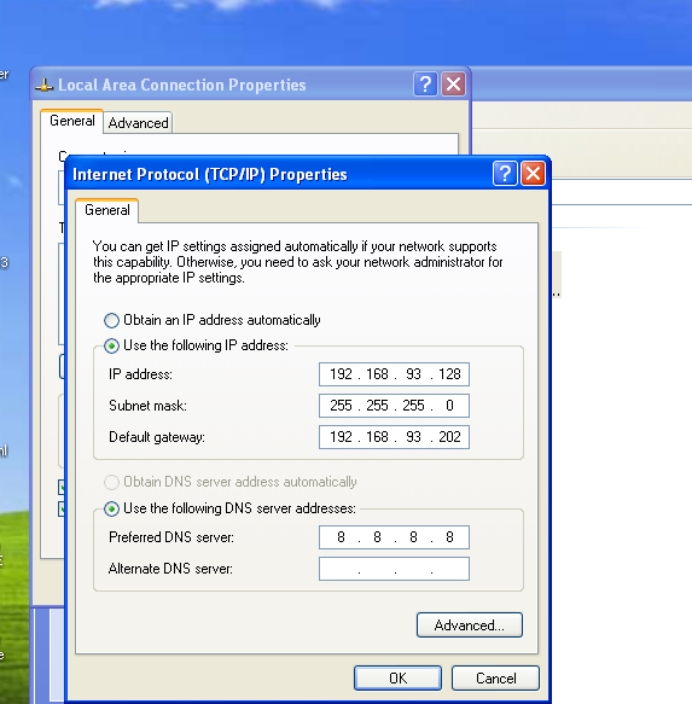 Local Area Connection Properties
General
Advanced
Internet Protocol (TCP/IP) Properties
General
You can get IP settings assigned automatically if your network supports
this capability. Otherwise, you need to ask your network administrator for
the appropriate IP settings.
Obtain an IP address automatically
Use the following IP address:
IP address: 192 . 168 . 93 . 128
Subnet mask: 255 . 255 . 255 . 0
Default gateway: 192 . 168 . 93 . 202
Obtain DNS server address automatically
Use the following DNS server addresses:
Preferred DNS server: 8 . 8 . 8 . 8
Alternate DNS server: . . .
Advanced...
OK
Cancel